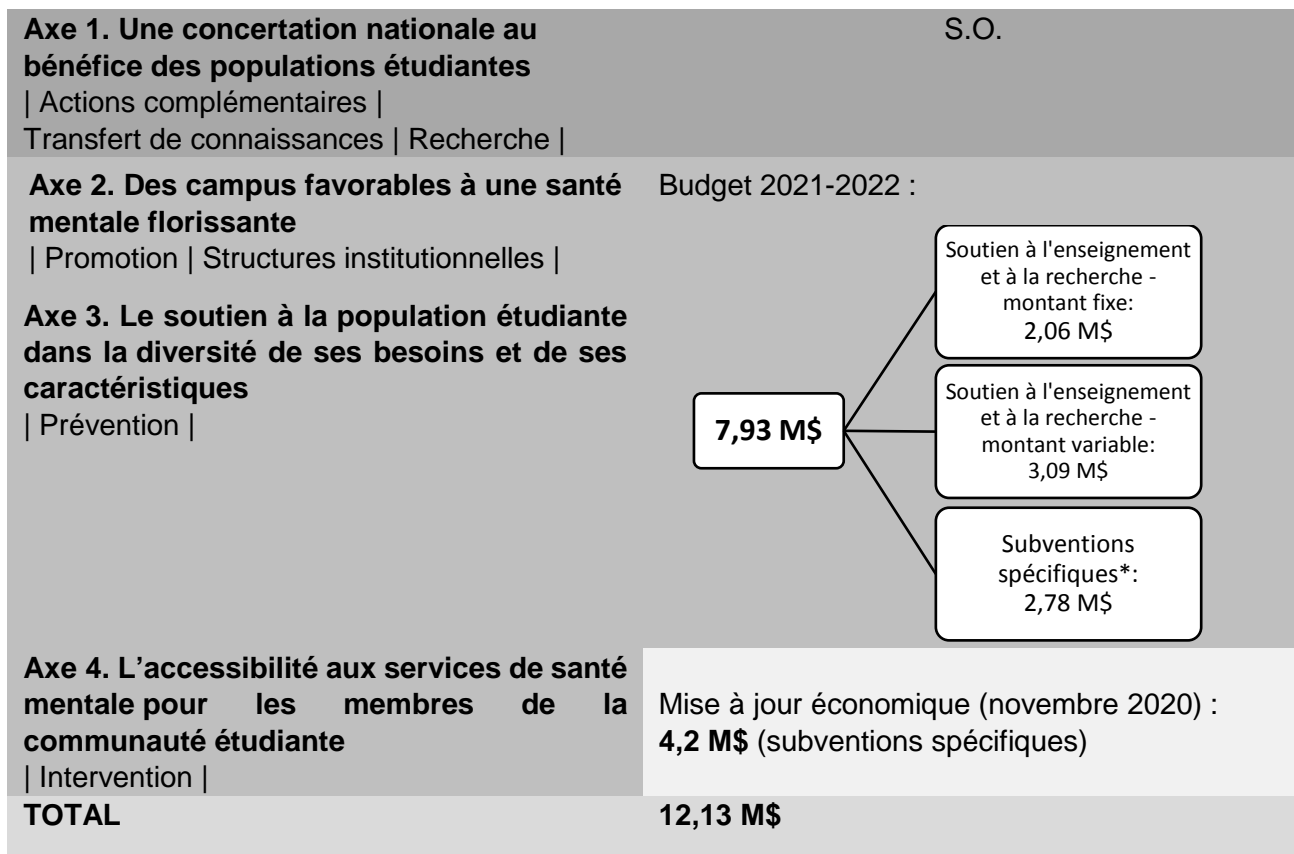 Axe 1. Une concertation nationale au
bénéfice des populations étudiantes
| Actions complémentaires |
Transfert de connaissances | Recherche |
S.O.
Axe 2. Des campus favorables à une santé
mentale florissante
| Promotion | Structures institutionnelles |
Axe 3. Le soutien à la population étudiante
dans la diversité de ses besoins et de ses
caractéristiques
| Prévention |
Budget 2021-2022 :
7,93 M$
Soutien à l'enseignement
et à la recherche -
montant fixe:
2,06 M$
Soutien à l'enseignement
et à la recherche -
montant variable:
3,09 M$
Subventions
spécifiques*:
2,78 M$
Axe 4. L’accessibilité aux services de santé
mentale pour les membres de la
communauté étudiante
| Intervention |
Mise à jour économique (novembre 2020) :
4,2 M$ (subventions spécifiques)
TOTAL
12,13 M$